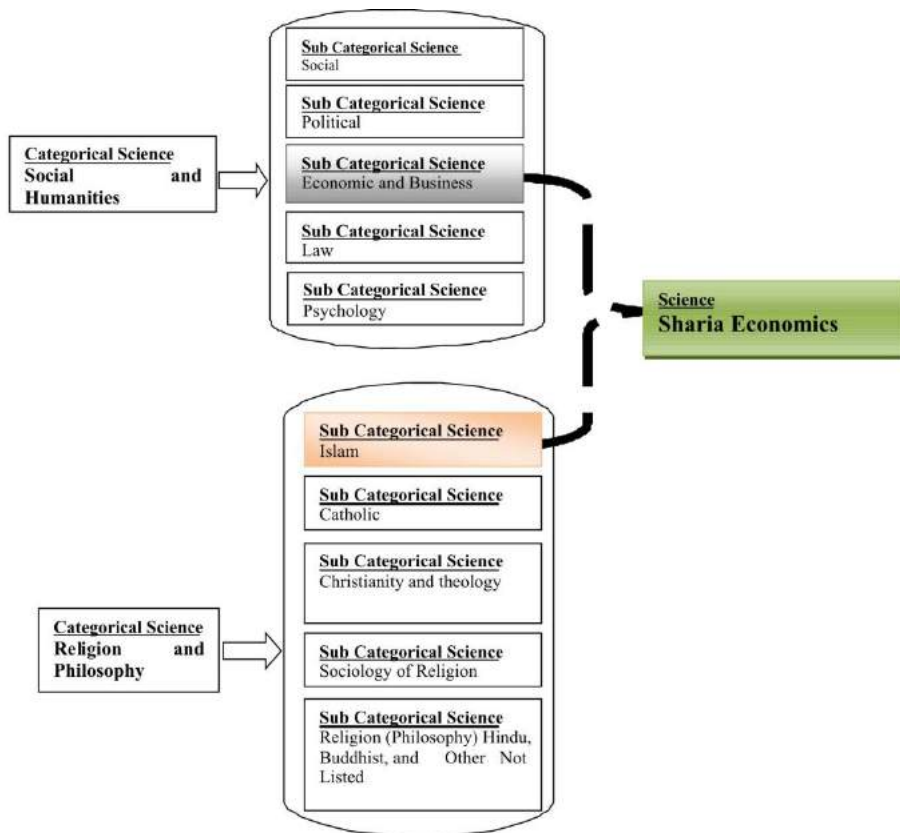 Sub Categorical Science
Social
Sub Categorical Science
Political
Categorical Science
Social and
Humanities
Sub Categorical Science
Economic and Business
Sub Categorical Science
Law
Sub Categorical Science
Psychology
Science
Sharia Economics
Sub Categorical Science
Islam
Sub Categorical Science
Catholic
Sub Categorical Science
Christianity and theology
Categorical Science
Religion and
Philosophy
Sub Categorical Science
Sociology of Religion
Sub Categorical Science
Religion (Philosophy) Hindu,
Buddhist, and Other Not
Listed